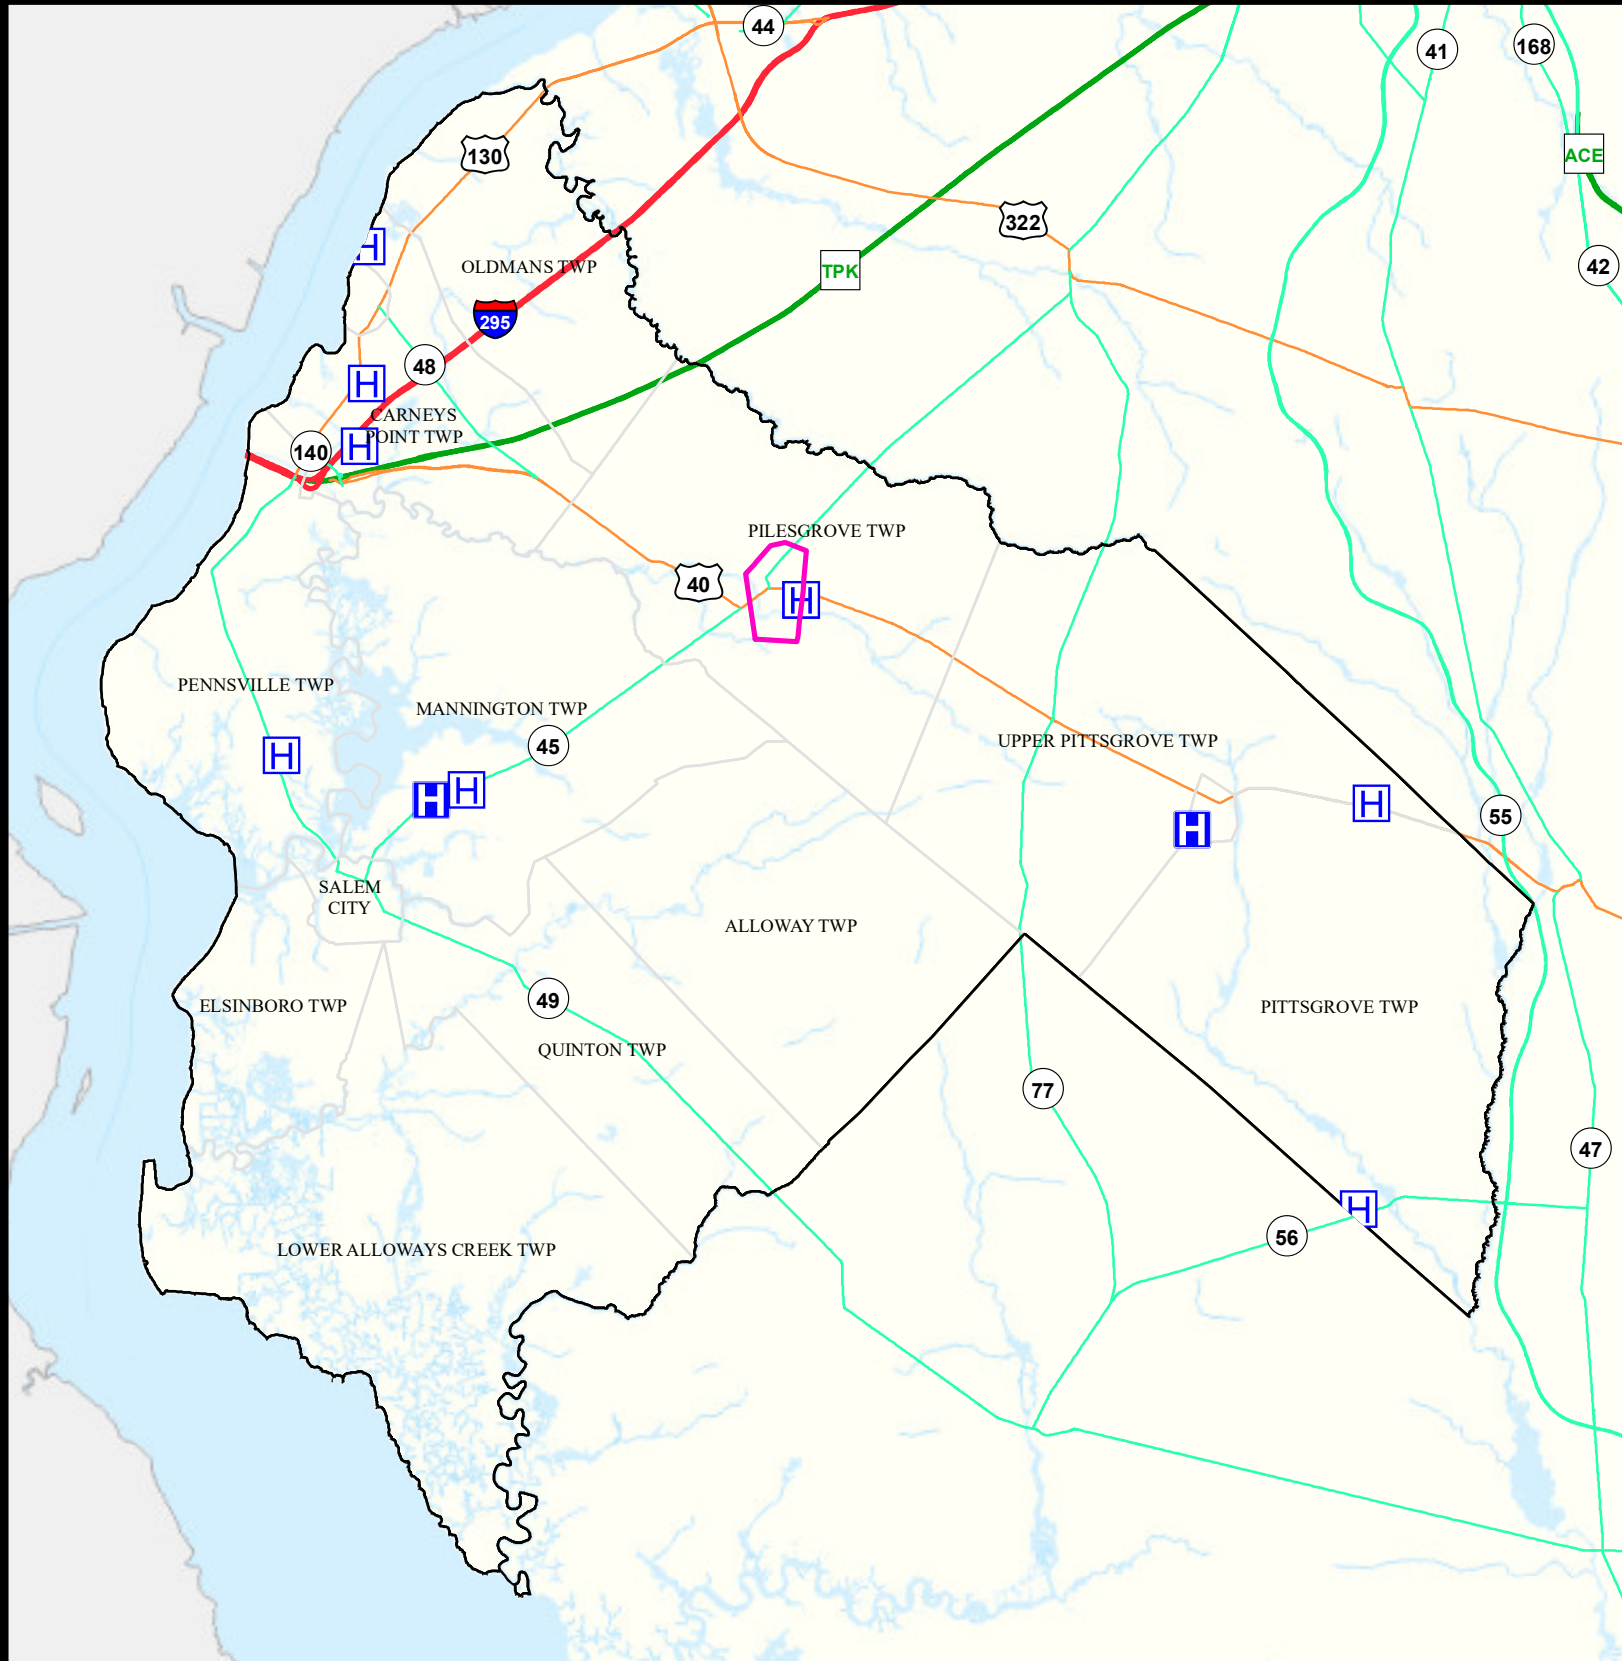 44
41
168
130
ACE
322
OLDMANS TWP
TPK
42
295
48
H
H
CARNEYS
POINT TWP
140
H
PILESGROVE TWP
40
H
PENNSVILLE TWP
MANNINGTON TWP
45
UPPER PITTSGROVE TWP
H
H
H
H
55
H
SALEM
CITY
ALLOWAY TWP
ELSINBORO TWP
49
PITTSGROVE TWP
QUINTON TWP
77
47
H
56
LOWER ALLOWAYS CREEK TWP